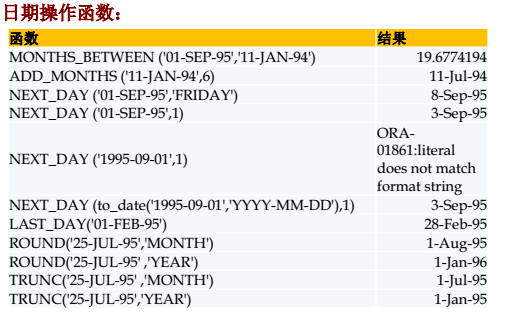 日期操作函数：
函数 结果
MONTHS_BETWEEN ('01-SEP-95','11-JAN-94') 19.6774194
ADD_MONTHS ('11-JAN-94',6) 11-Jul-94
NEXT_DAY ('01-SEP-95','FRIDAY') 8-Sep-95
NEXT_DAY ('01-SEP-95',1) 3-Sep-95
NEXT_DAY ('1995-09-01',1) ORA-
01861:literal
does not match
format string
NEXT_DAY (to_date('1995-09-01','YYYY-MM-DD'),1) 3-Sep-95
LAST_DAY('01-FEB-95') 28-Feb-95
ROUND('25-JUL-95','MONTH') 1-Aug-95
ROUND('25-JUL-95' ,'YEAR') 1-Jan-96
TRUNC('25-JUL-95' ,'MONTH') 1-Jul-95
TRUNC('25-JUL-95','YEAR') 1-Jan-95